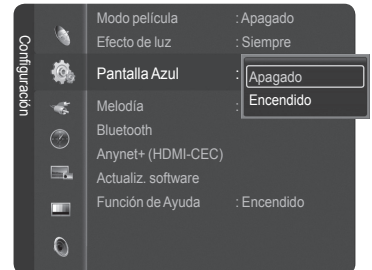 Configuración
Modo película : Apagado
Efecto de luz : Siempre
Pantalla Azul :
Apagado
Encendido
Melodía :
Bluetooth
Anynet+ (HDMI-CEC)
Actualiz. software
Función de Ayuda : Encendido